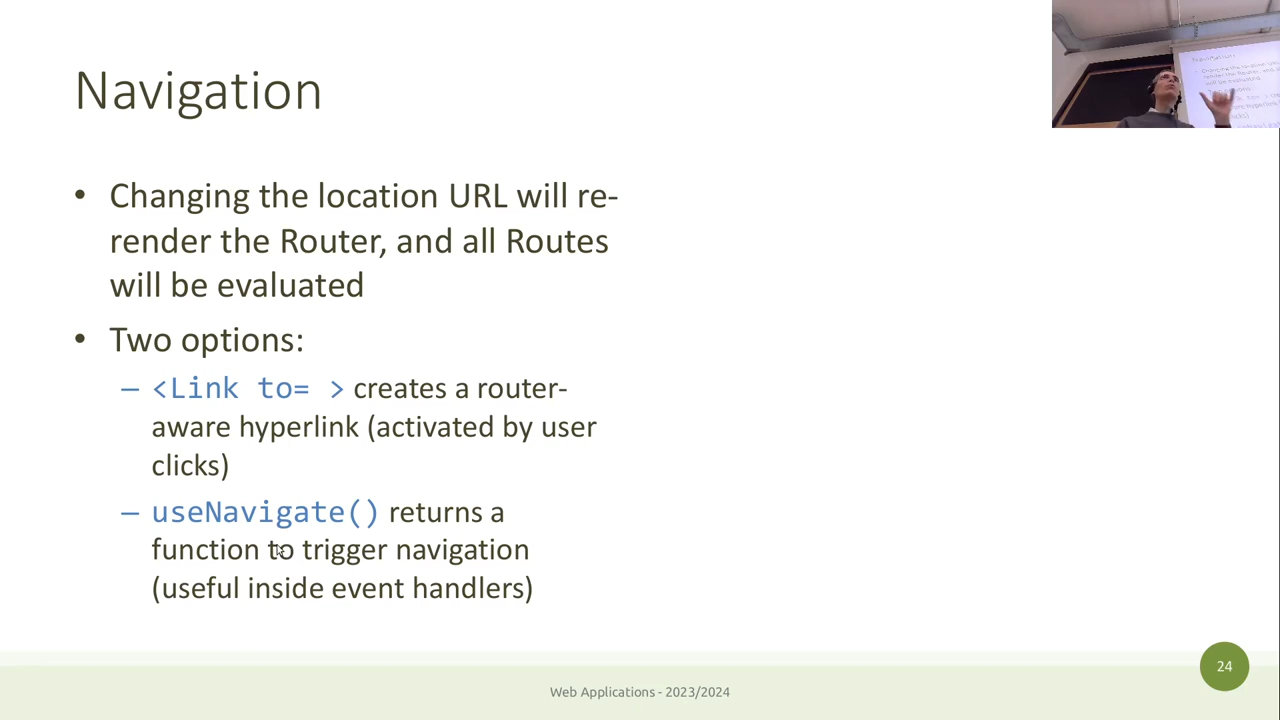 Navigation
• Changing the location URL will re-
render the Router, and all Routes
will be evaluated
• Two options:
– <Link to= > creates a router-
aware hyperlink (activated by user
clicks)
– useNavigate() returns a
function to trigger navigation
(useful inside event handlers)
24
Web Applications - 2023/2024